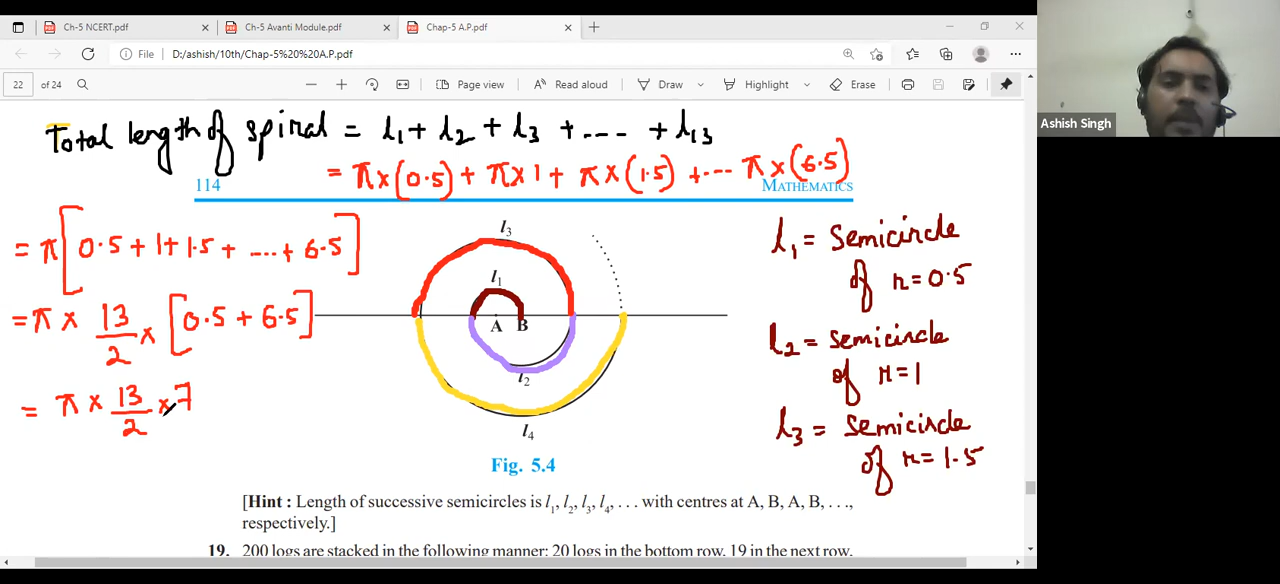 Ch-5 NCERT.pdf
Ch-5 Avanti Module.pdf
Chap-5 A.P.pdf
File
D:/ashish/10th/Chap-5%20%20A.P.pdf
22 of 24
Page view
Read aloud
Draw
Highlight
Erase
Ashish Singh
Total length of spiral = l1 + l2 + l3 + ---- + l13
= π×(0.5) + π×1 + π×(1.5) + --- π×(6.5)
114
MATHEMATICS
= π[0.5 + 1 + 1.5 + ....+ 6.5]
= π × 13/2 × [0.5 + 6.5]
= π × 13/2 × 7
l3
l1
A B
l2
l4
l1 = Semicircle
of r = 0.5
l2 = semicircle
of r = 1
l3 = semicircle
of r = 1.5
Fig. 5.4
[Hint : Length of successive semicircles is l1, l2, l3, l4, . . . with centres at A, B, A, B, . . .,
respectively.]
19. 200 logs are stacked in the following manner: 20 logs in the bottom row, 19 in the next row,